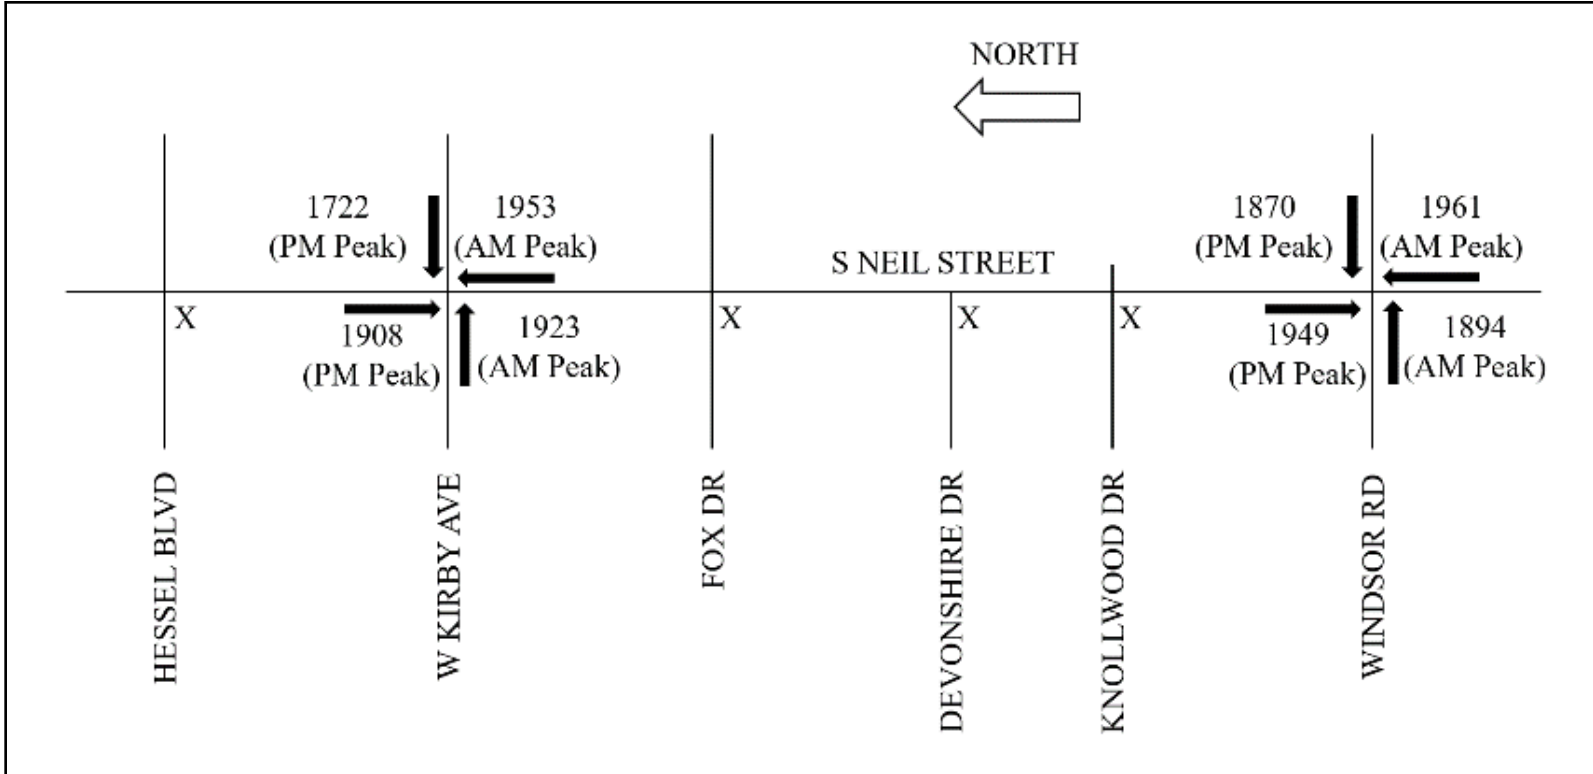 NORTH
1722
(PM Peak)
1953
(AM Peak)
1870
(PM Peak)
1961
(AM Peak)
S NEIL STREET
X
1908
(PM Peak)
1923
(AM Peak)
X
X
X
1949
(PM Peak)
1894
(AM Peak)
HESSEL BLVD
W KIRBY AVE
FOX DR
DEVONSHIRE DR
KNOLLWOOD DR
WINDSOR RD